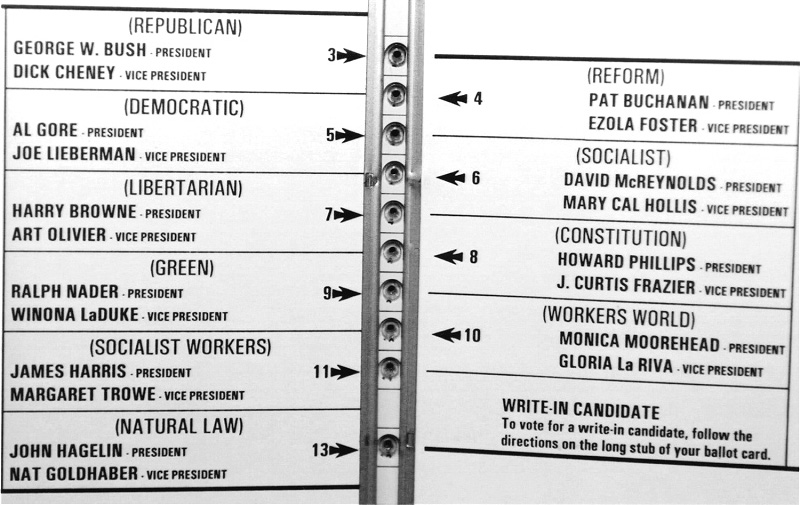 (REPUBLICAN)
GEORGE W. BUSH - PRESIDENT 3
DICK CHENEY - VICE PRESIDENT
(DEMOCRATIC)
AL GORE - PRESIDENT 5
JOE LIEBERMAN - VICE PRESIDENT
(LIBERTARIAN)
HARRY BROWNE - PRESIDENT 7
ART OLIVIER - VICE PRESIDENT
(GREEN)
RALPH NADER - PRESIDENT 9
WINONA LaDUKE - VICE PRESIDENT
(SOCIALIST WORKERS)
JAMES HARRIS - PRESIDENT 11
MARGARET TROWE - VICE PRESIDENT
(NATURAL LAW)
JOHN HAGELIN - PRESIDENT 13
NAT GOLDHABER - VICE PRESIDENT
(REFORM)
4 PAT BUCHANAN - PRESIDENT
EZOLA FOSTER - VICE PRESIDENT
(SOCIALIST)
6 DAVID McREYNOLDS - PRESIDENT
MARY CAL HOLLIS - VICE PRESIDENT
(CONSTITUTION)
8 HOWARD PHILLIPS - PRESIDENT
J. CURTIS FRAZIER - VICE PRESIDENT
(WORKERS WORLD)
10 MONICA MOOREHEAD - PRESIDENT
GLORIA La RIVA - VICE PRESIDENT
WRITE-IN CANDIDATE
To vote for a write-in candidate, follow the
directions on the long stub of your ballot card.